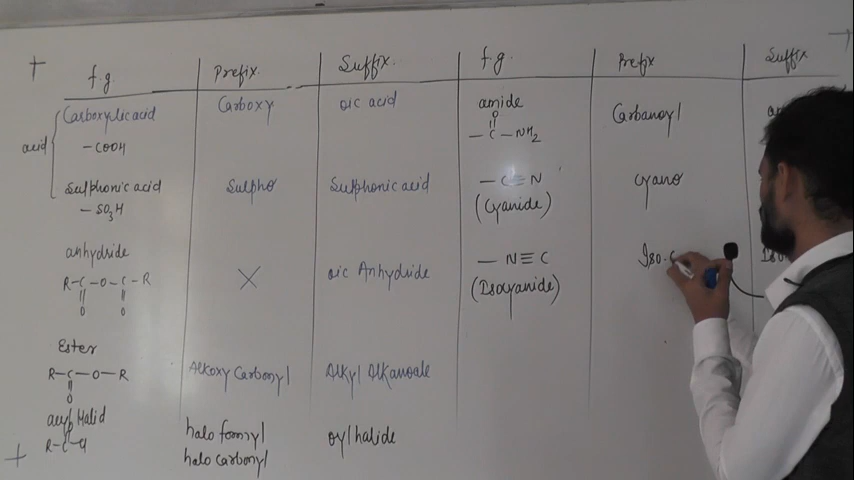 f.g. Prefix Suffix f.g. Prefix Suffix
acid
Carboxylic acid Carboxy oic acid amide Carbanoyl
-COOH
O
- C - NH2
Sulphonic acid Sulpho Sulphonic acid - C≡N Cyano
- SO3H (Cyanide)
anhydride X oic Anhydride - N≡C Iso-c
R-C-O-C-R (Isocyanide)
O O
Ester Alkoxy Carbonyl Alkyl Alkanoate
R-C-O-R
O
acyl Halid halo formyl oyl halide
R-C-Cl halo carbonyl